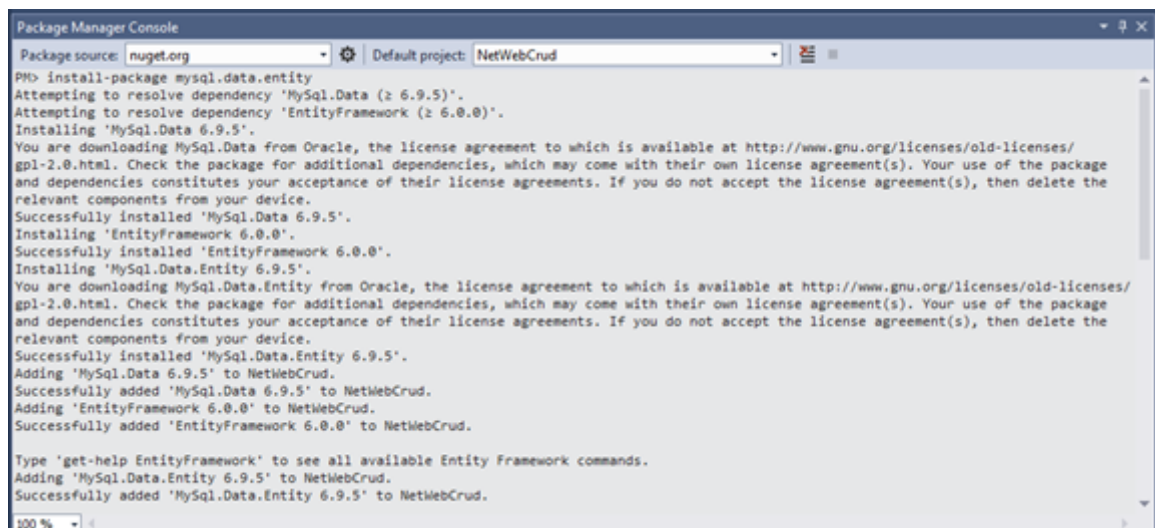 Package Manager Console
Package source: nuget.org Default project: NetWebCrud
PM> install-package mysql.data.entity
Attempting to resolve dependency 'MySql.Data (≥ 6.9.5)'.
Attempting to resolve dependency 'EntityFramework (≥ 6.0.0)'.
Installing 'MySql.Data 6.9.5'.
You are downloading MySql.Data from Oracle, the license agreement to which is available at http://www.gnu.org/licenses/old-licenses/
gpl-2.0.html. Check the package for additional dependencies, which may come with their own license agreement(s). Your use of the package
and dependencies constitutes your acceptance of their license agreements. If you do not accept the license agreement(s), then delete the
relevant components from your device.
Successfully installed 'MySql.Data 6.9.5'.
Installing 'EntityFramework 6.0.0'.
Successfully installed 'EntityFramework 6.0.0'.
Installing 'MySql.Data.Entity 6.9.5'.
You are downloading MySql.Data.Entity from Oracle, the license agreement to which is available at http://www.gnu.org/licenses/old-licenses/
gpl-2.0.html. Check the package for additional dependencies, which may come with their own license agreement(s). Your use of the package
and dependencies constitutes your acceptance of their license agreements. If you do not accept the license agreement(s), then delete the
relevant components from your device.
Successfully installed 'MySql.Data.Entity 6.9.5'.
Adding 'MySql.Data 6.9.5' to NetWebCrud.
Successfully added 'MySql.Data 6.9.5' to NetWebCrud.
Adding 'EntityFramework 6.0.0' to NetWebCrud.
Successfully added 'EntityFramework 6.0.0' to NetWebCrud.
Type 'get-help EntityFramework' to see all available Entity Framework commands.
Adding 'MySql.Data.Entity 6.9.5' to NetWebCrud.
Successfully added 'MySql.Data.Entity 6.9.5' to NetWebCrud.
100 %